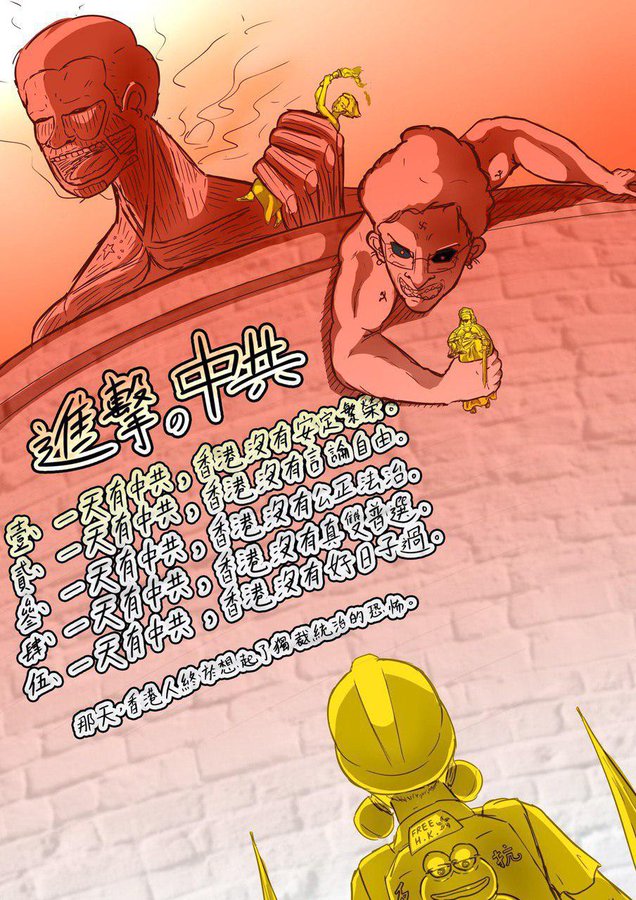 進擊の中共
壹、一天有中共，香港沒有安定繁榮。
貳、一天有中共，香港沒有言論自由。
參、一天有中共，香港沒有公正法治。
肆、一天有中共，香港沒有真雙普選。
伍、一天有中共，香港沒有好日子過。
那天，香港人終於想起了獨裁統治的恐怖。
FREE
H.K.
抗